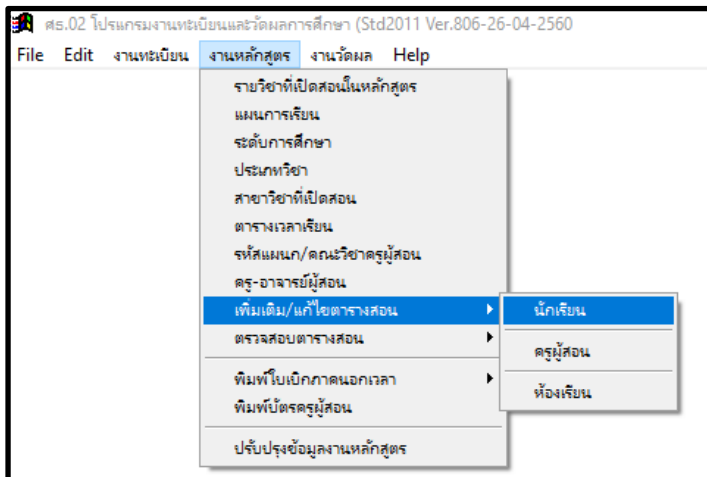 ศธ.02 โปรแกรมงานทะเบียนและวัดผลการศึกษา (Std2011 Ver.806-26-04-2560
File Edit งานทะเบียน งานหลักสูตร งานวัดผล Help
รายวิชาที่เปิดสอนในหลักสูตร
แผนการเรียน
ระดับการศึกษา
ประเภทวิชา
สาขาวิชาที่เปิดสอน
ตารางเวลาเรียน
รหัสแผนก/คณะวิชาครูผู้สอน
ครู-อาจารย์ผู้สอน
เพิ่มเติม/แก้ไขตารางสอน
ตรวจสอบตารางสอน
พิมพ์ใบเบิกภาคนอกเวลา
พิมพ์บัตรครูผู้สอน
ปรับปรุงข้อมูลงานหลักสูตร
นักเรียน
ครูผู้สอน
ห้องเรียน